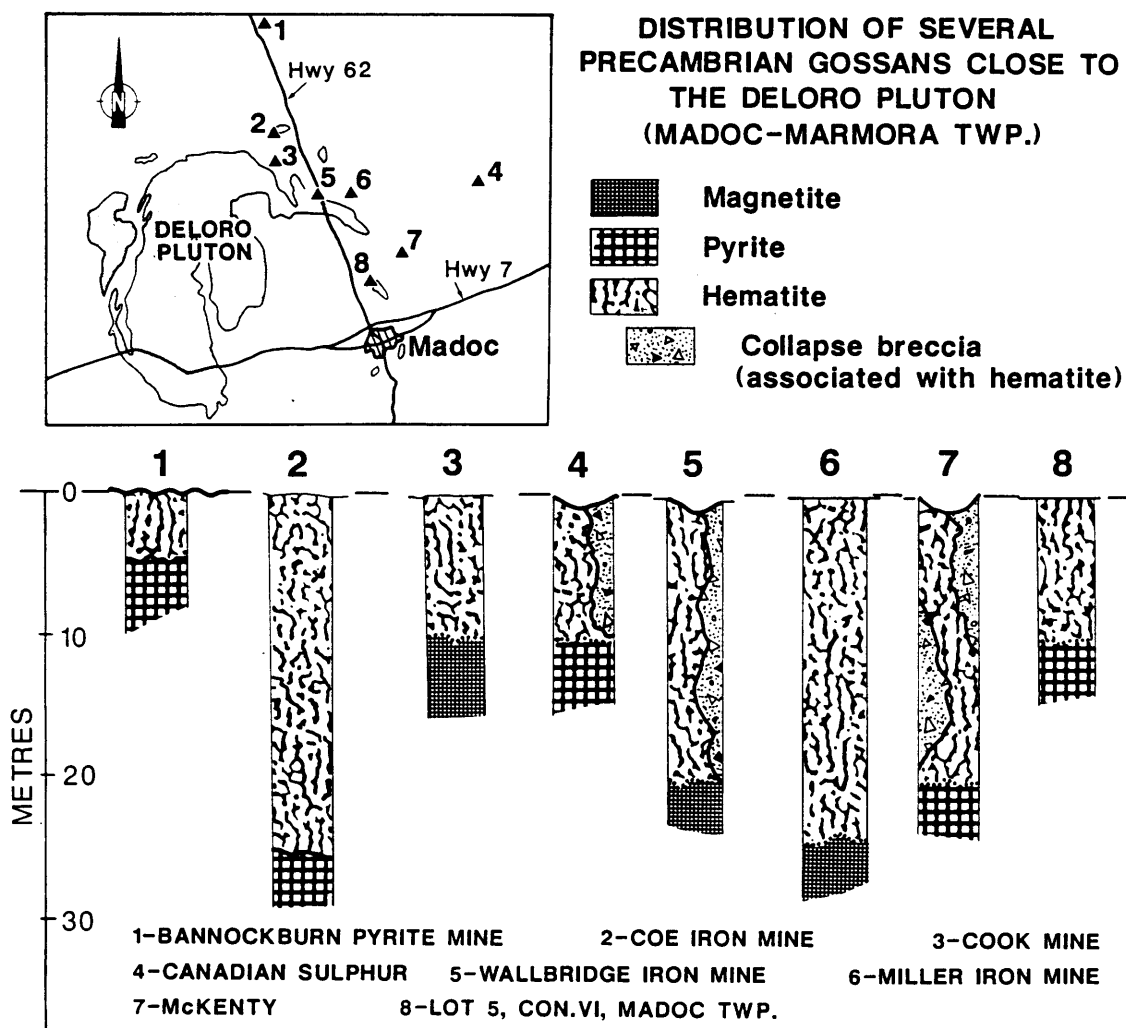 DISTRIBUTION OF SEVERAL
PRECAMBRIAN GOSSANS CLOSE TO
THE DELORO PLUTON
(MADOC-MARMORA TWP.)
1
Hwy 62
N
2
3
5
6
4
DELORO
PLUTON
7
8
Hwy 7
Madoc
Magnetite
Pyrite
Hematite
Collapse breccia
(associated with hematite)
1 2 3 4 5 6 7 8
0
10
20
30
METRES
1-BANNOCKBURN PYRITE MINE 2-COE IRON MINE 3-COOK MINE
4-CANADIAN SULPHUR 5-WALLBRIDGE IRON MINE 6-MILLER IRON MINE
7-McKENTY 8-LOT 5, CON.VI, MADOC TWP.